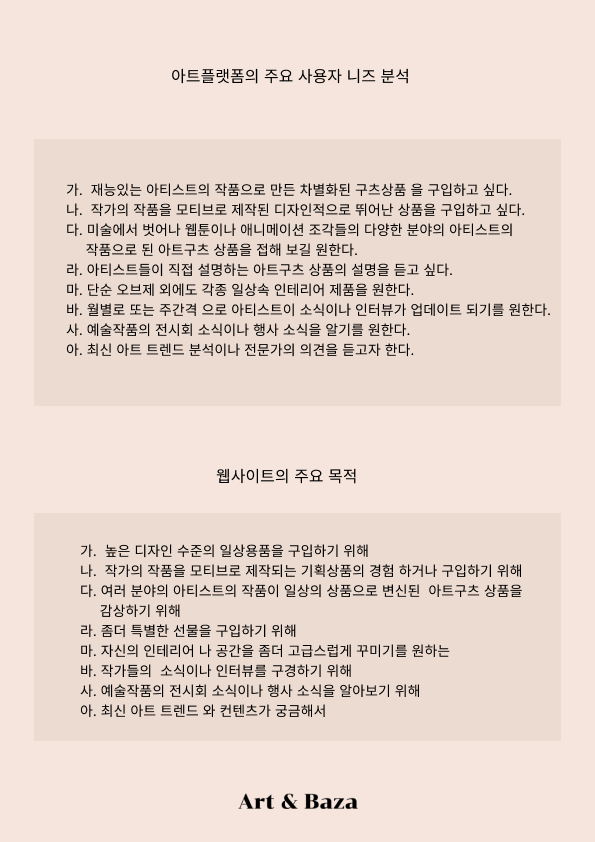 아트플랫폼의 주요 사용자 니즈 분석
가.  재능있는 아티스트의 작품으로 만든 차별화된 구츠상품 을 구입하고 싶다.
나.  작가의 작품을 모티브로 제작된 디자인적으로 뛰어난 상품을 구입하고 싶다.
다. 미술에서 벗어나 웹툰이나 애니메이션 조각들의 다양한 분야의 아티스트의
작품으로 된 아트구츠 상품을 접해 보길 원한다.
라. 아티스트들이 직접 설명하는 아트구츠 상품의 설명을 듣고 싶다.
마. 단순 오브제 외에도 각종 일상속 인테리어 제품을 원한다.
바. 월별로 또는 주간격 으로 아티스트이 소식이나 인터뷰가 업데이트 되기를 원한다.
사. 예술작품의 전시회 소식이나 행사 소식을 알기를 원한다.
아. 최신 아트 트렌드 분석이나 전문가의 의견을 듣고자 한다.
웹사이트의 주요 목적
가.  높은 디자인 수준의 일상용품을 구입하기 위해
나.  작가의 작품을 모티브로 제작되는 기획상품의 경험 하거나 구입하기 위해
다. 여러 분야의 아티스트의 작품이 일상의 상품으로 변신된  아트구츠 상품을
감상하기 위해
라. 좀더 특별한 선물을 구입하기 위해
마. 자신의 인테리어 나 공간을 좀더 고급스럽게 꾸미기를 원하는
바. 작가들의  소식이나 인터뷰를 구경하기 위해
사. 예술작품의 전시회 소식이나 행사 소식을 알아보기 위해
아. 최신 아트 트렌드 와 컨텐츠가 궁금해서
Art & Baza